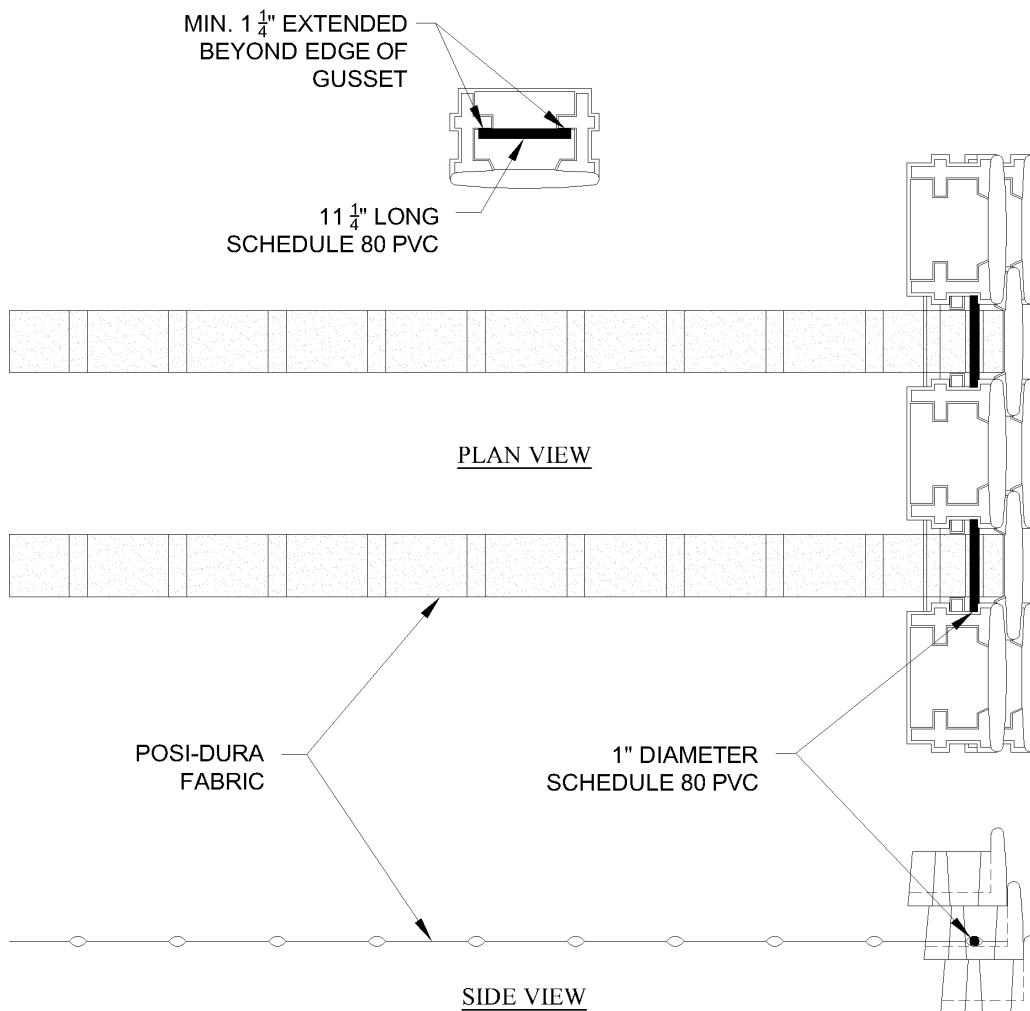 MIN. 1 1/4" EXTENDED
BEYOND EDGE OF
GUSSET
11 1/4" LONG
SCHEDULE 80 PVC
PLAN VIEW
POSI-DURA
FABRIC
1" DIAMETER
SCHEDULE 80 PVC
SIDE VIEW